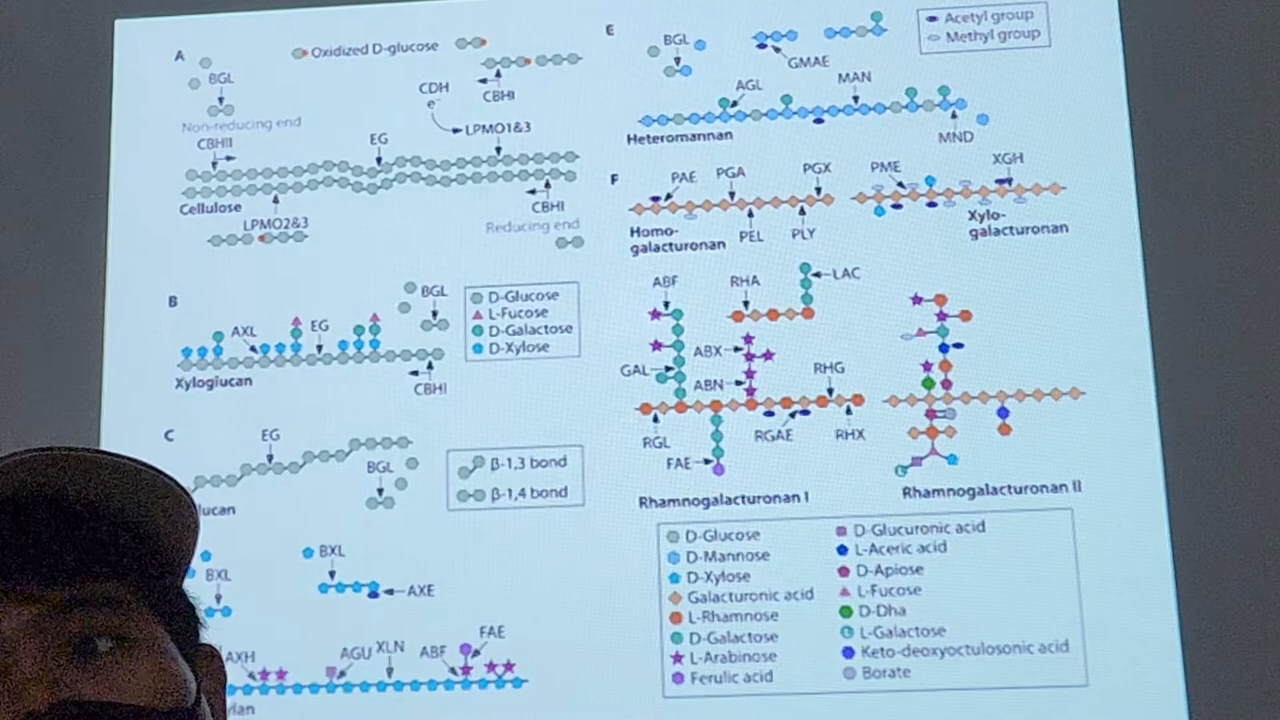 A
Oxidized D-glucose
BGL
CDH
e-
CBHI
Non-reducing end
CBHII
EG
LPMO1&3
Cellulose
CBHI
LPMO2&3
Reducing end
B
BGL
D-Glucose
L-Fucose
D-Galactose
D-Xylose
AXL
EG
Xyloglucan
CBHI
C
EG
BGL
β-1,3 bond
β-1,4 bond
lucan
BXL
BXL
AXE
AXH
AGU
XLN
ABF
FAE
lan
E
BGL
GMAE
Acetyl group
Methyl group
AGL
MAN
Heteromannan
MND
F
PAE
PGA
PGX
PME
XGH
Homo-
galacturonan
PEL
PLY
Xylo-
galacturonan
ABF
RHA
LAC
GAL
ABX
ABN
RHG
RGL
RGAE
RHX
FAE
Rhamnogalacturonan I
Rhamnogalacturonan II
D-Glucose
D-Mannose
D-Xylose
Galacturonic acid
L-Rhamnose
D-Galactose
L-Arabinose
Ferulic acid
D-Glucuronic acid
L-Aceric acid
D-Apiose
L-Fucose
D-Dha
L-Galactose
Keto-deoxyoctulosonic acid
Borate